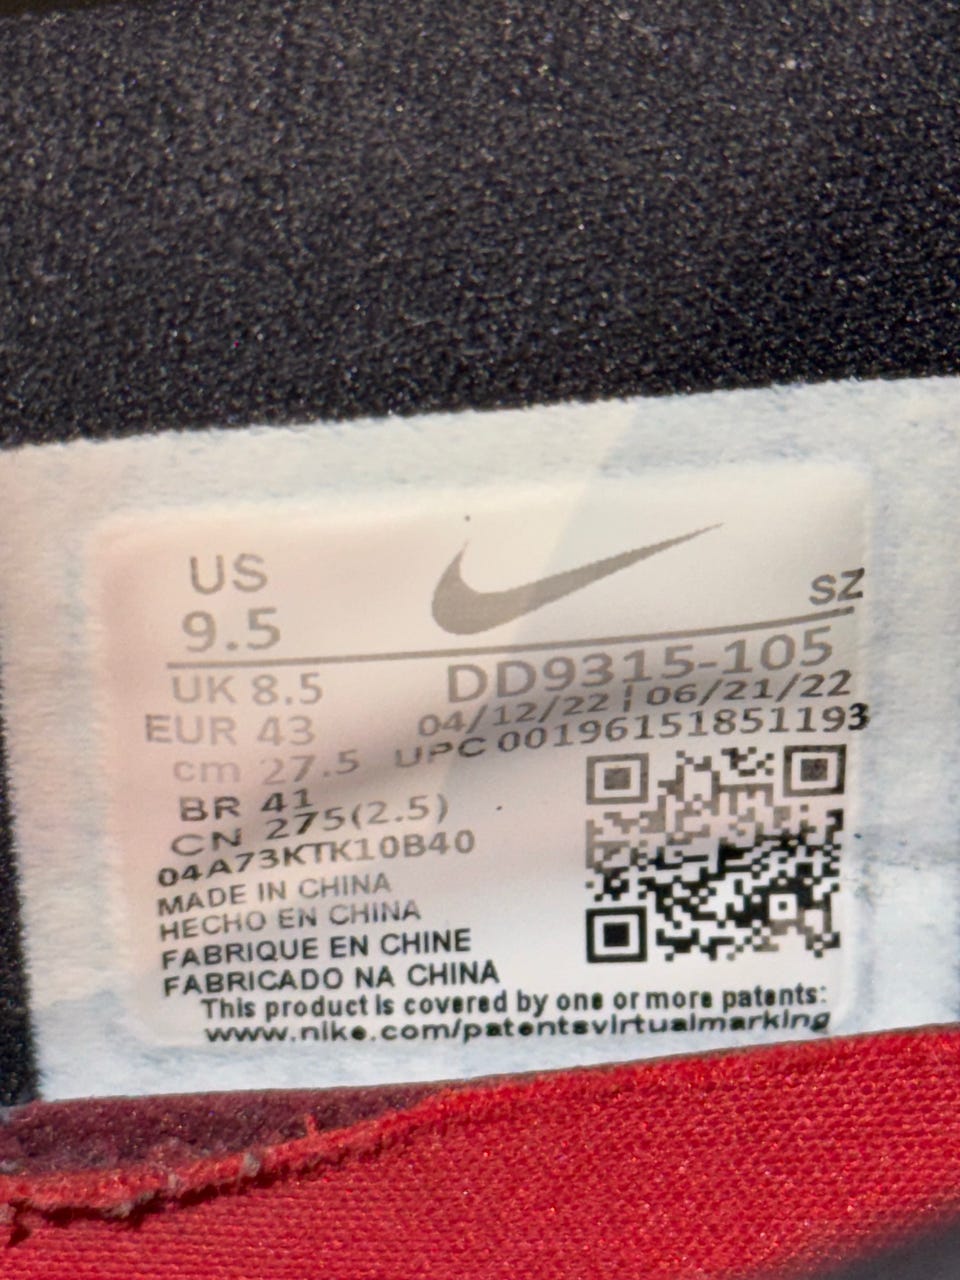 US
9.5
SZ
UK 8.5
DD9315-105
EUR 43
04/12/22 | 06/21/22
cm 27.5
UPC 00196151851193
BR 41
CN 275(2.5)
04A73KTK10B40
MADE IN CHINA
HECHO EN CHINA
FABRIQUE EN CHINE
FABRICADO NA CHINA
This product is covered by one or more patents:
www.nike.com/patentsvirtualmarking